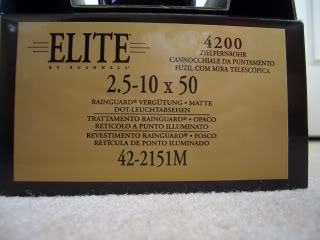 ELITE
BY BUSHNELL®
4200
ZIELFERNROHR
CANNOCCHIALE DA PUNTAMENTO
FUZIL COM MIRA TELESCÓPICA
2.5-10 x 50
RAINGUARD® VERGÜTUNG • MATTE
DOT-LEUCHTABSEHEN
TRATTAMENTO RAINGUARD® • OPACO
RETICOLO A PUNTO ILLUMINATO
REVESTIMENTO RAINGUARD® • FOSCO
RETÍCULA DE PONTO ILUMINADO
42-2151M